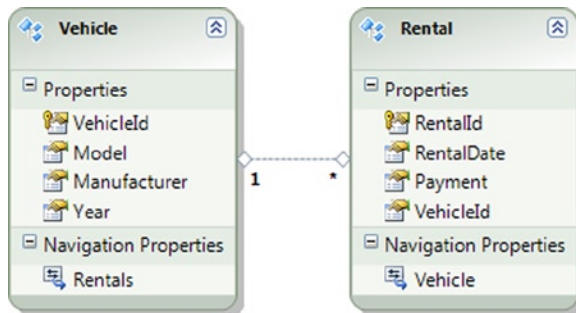 Vehicle
Properties
VehicleId
Model
Manufacturer
Year
Navigation Properties
Rentals
1
*
Rental
Properties
RentalId
RentalDate
Payment
VehicleId
Navigation Properties
Vehicle